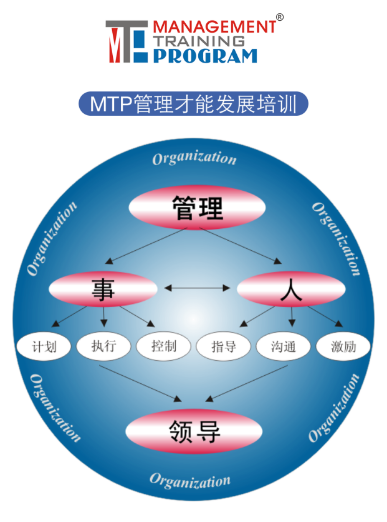 MANAGEMENT®
TRAINING
PROGRAM
MTP管理才能发展培训
Organization
管理
Organization
Organization
事
人
计划
执行
控制
指导
沟通
激励
Organization
领导
Organization
Organization